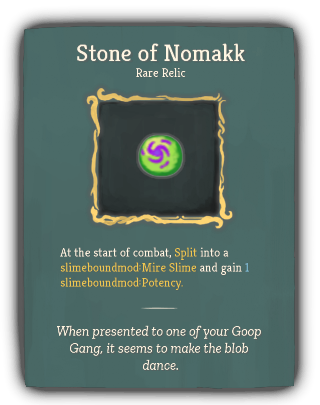 Stone of Nomakk
Rare Relic
At the start of combat, Split into a
slimeboundmod:Mire Slime and gain 1
slimeboundmod:Potency.
When presented to one of your Goop
Gang, it seems to make the blob
dance.